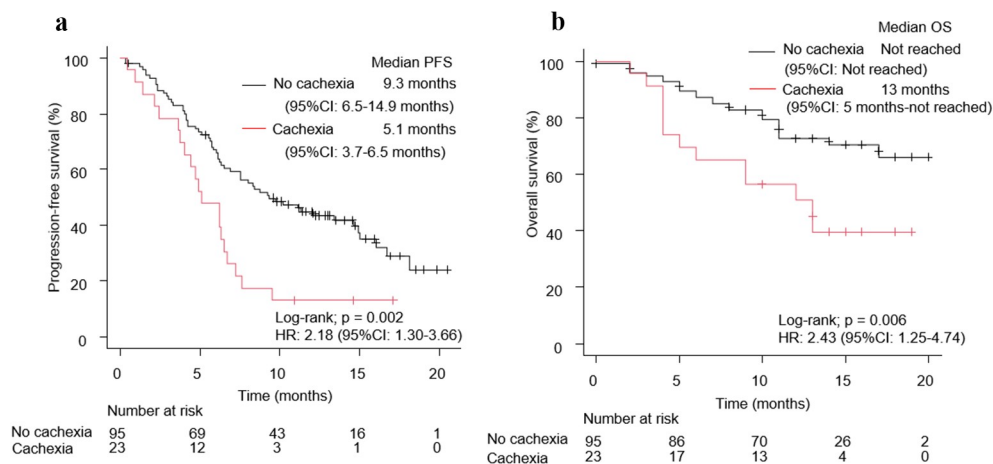 a
Median PFS
No cachexia 9.3 months
(95%CI: 6.5-14.9 months)
Cachexia 5.1 months
(95%CI: 3.7-6.5 months)
Progression-free survival (%)
100
80
60
40
20
0
Log-rank; p = 0.002
HR: 2.18 (95%CI: 1.30-3.66)
0 5 10 15 20
Time (months)
Number at risk
No cachexia 95 69 43 16 1
Cachexia 23 12 3 1 0
b
Median OS
No cachexia Not reached
(95%CI: Not reached)
Cachexia 13 months
(95%CI: 5 months-not reached)
Overall survival (%)
100
80
60
40
20
0
Log-rank; p = 0.006
HR: 2.43 (95%CI: 1.25-4.74)
0 5 10 15 20
Time (months)
Number at risk
No cachexia 95 86 70 26 2
Cachexia 23 17 13 4 0